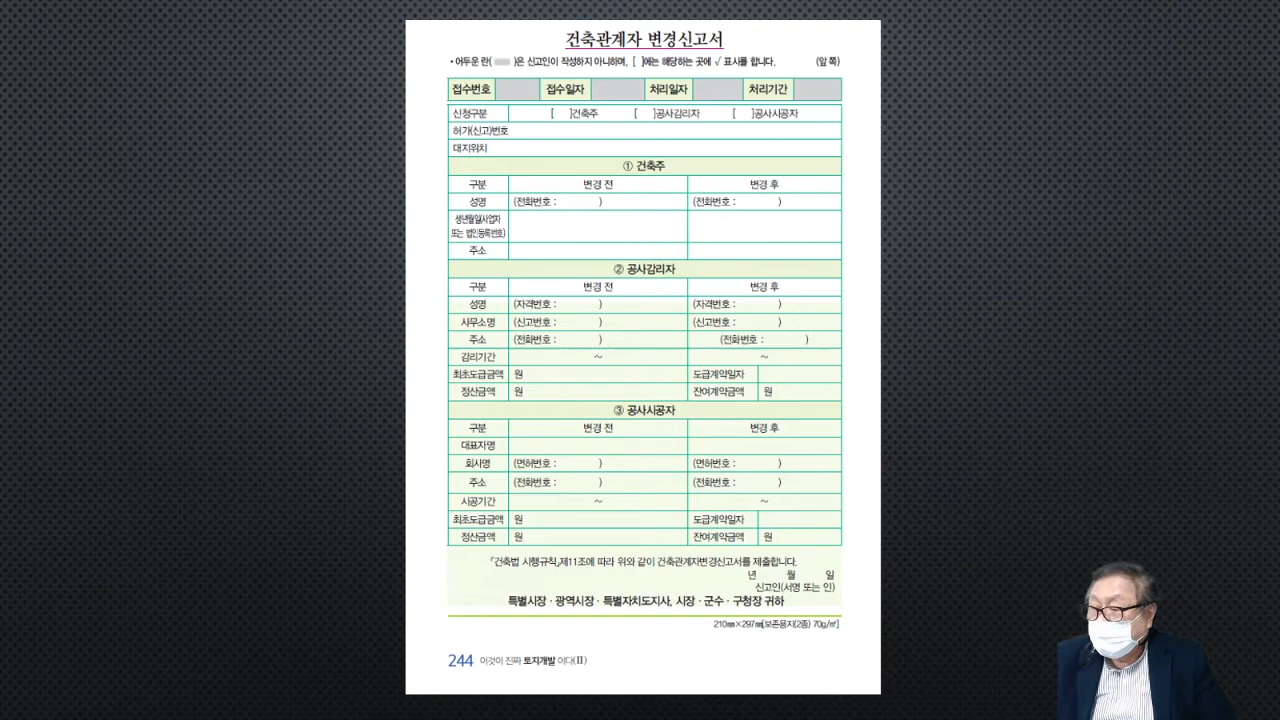 건축관계자 변경신고서
• 어두운 란( )은 신고인이 작성하지 아니하며, [ ]에는 해당하는 곳에 √ 표시를 합니다. (앞 쪽)
접수번호 접수일자 처리일자 처리기간
신청구분 [ ]건축주 [ ]공사감리자 [ ]공사시공자
허가(신고)번호
대지위치
① 건축주
구분 변경 전 변경 후
성명 (전화번호 : ) (전화번호 : )
생년월일(사업자
또는 법인등록번호)
주소
② 공사감리자
구분 변경 전 변경 후
성명 (자격번호 : ) (자격번호 : )
사무소명 (신고번호 : ) (신고번호 : )
주소 (전화번호 : ) (전화번호 : )
감리기간 ~ ~
최초도급금액 원 도급계약일자
정산금액 원 잔여계약금액 원
③ 공사시공자
구분 변경 전 변경 후
대표자명
회사명 (면허번호 : ) (면허번호 : )
주소 (전화번호 : ) (전화번호 : )
시공기간 ~ ~
최초도급금액 원 도급계약일자
정산금액 원 잔여계약금액 원
「건축법 시행규칙」제11조에 따라 위와 같이 건축관계자변경신고서를 제출합니다.
년 월 일
신고인(서명 또는 인)
특별시장 · 광역시장 · 특별자치도지사, 시장 · 군수 · 구청장 귀하
210㎜×297㎜[보존용지(2종) 70g/㎡]
244 이것이 진짜 토지개발 이다(Ⅱ)